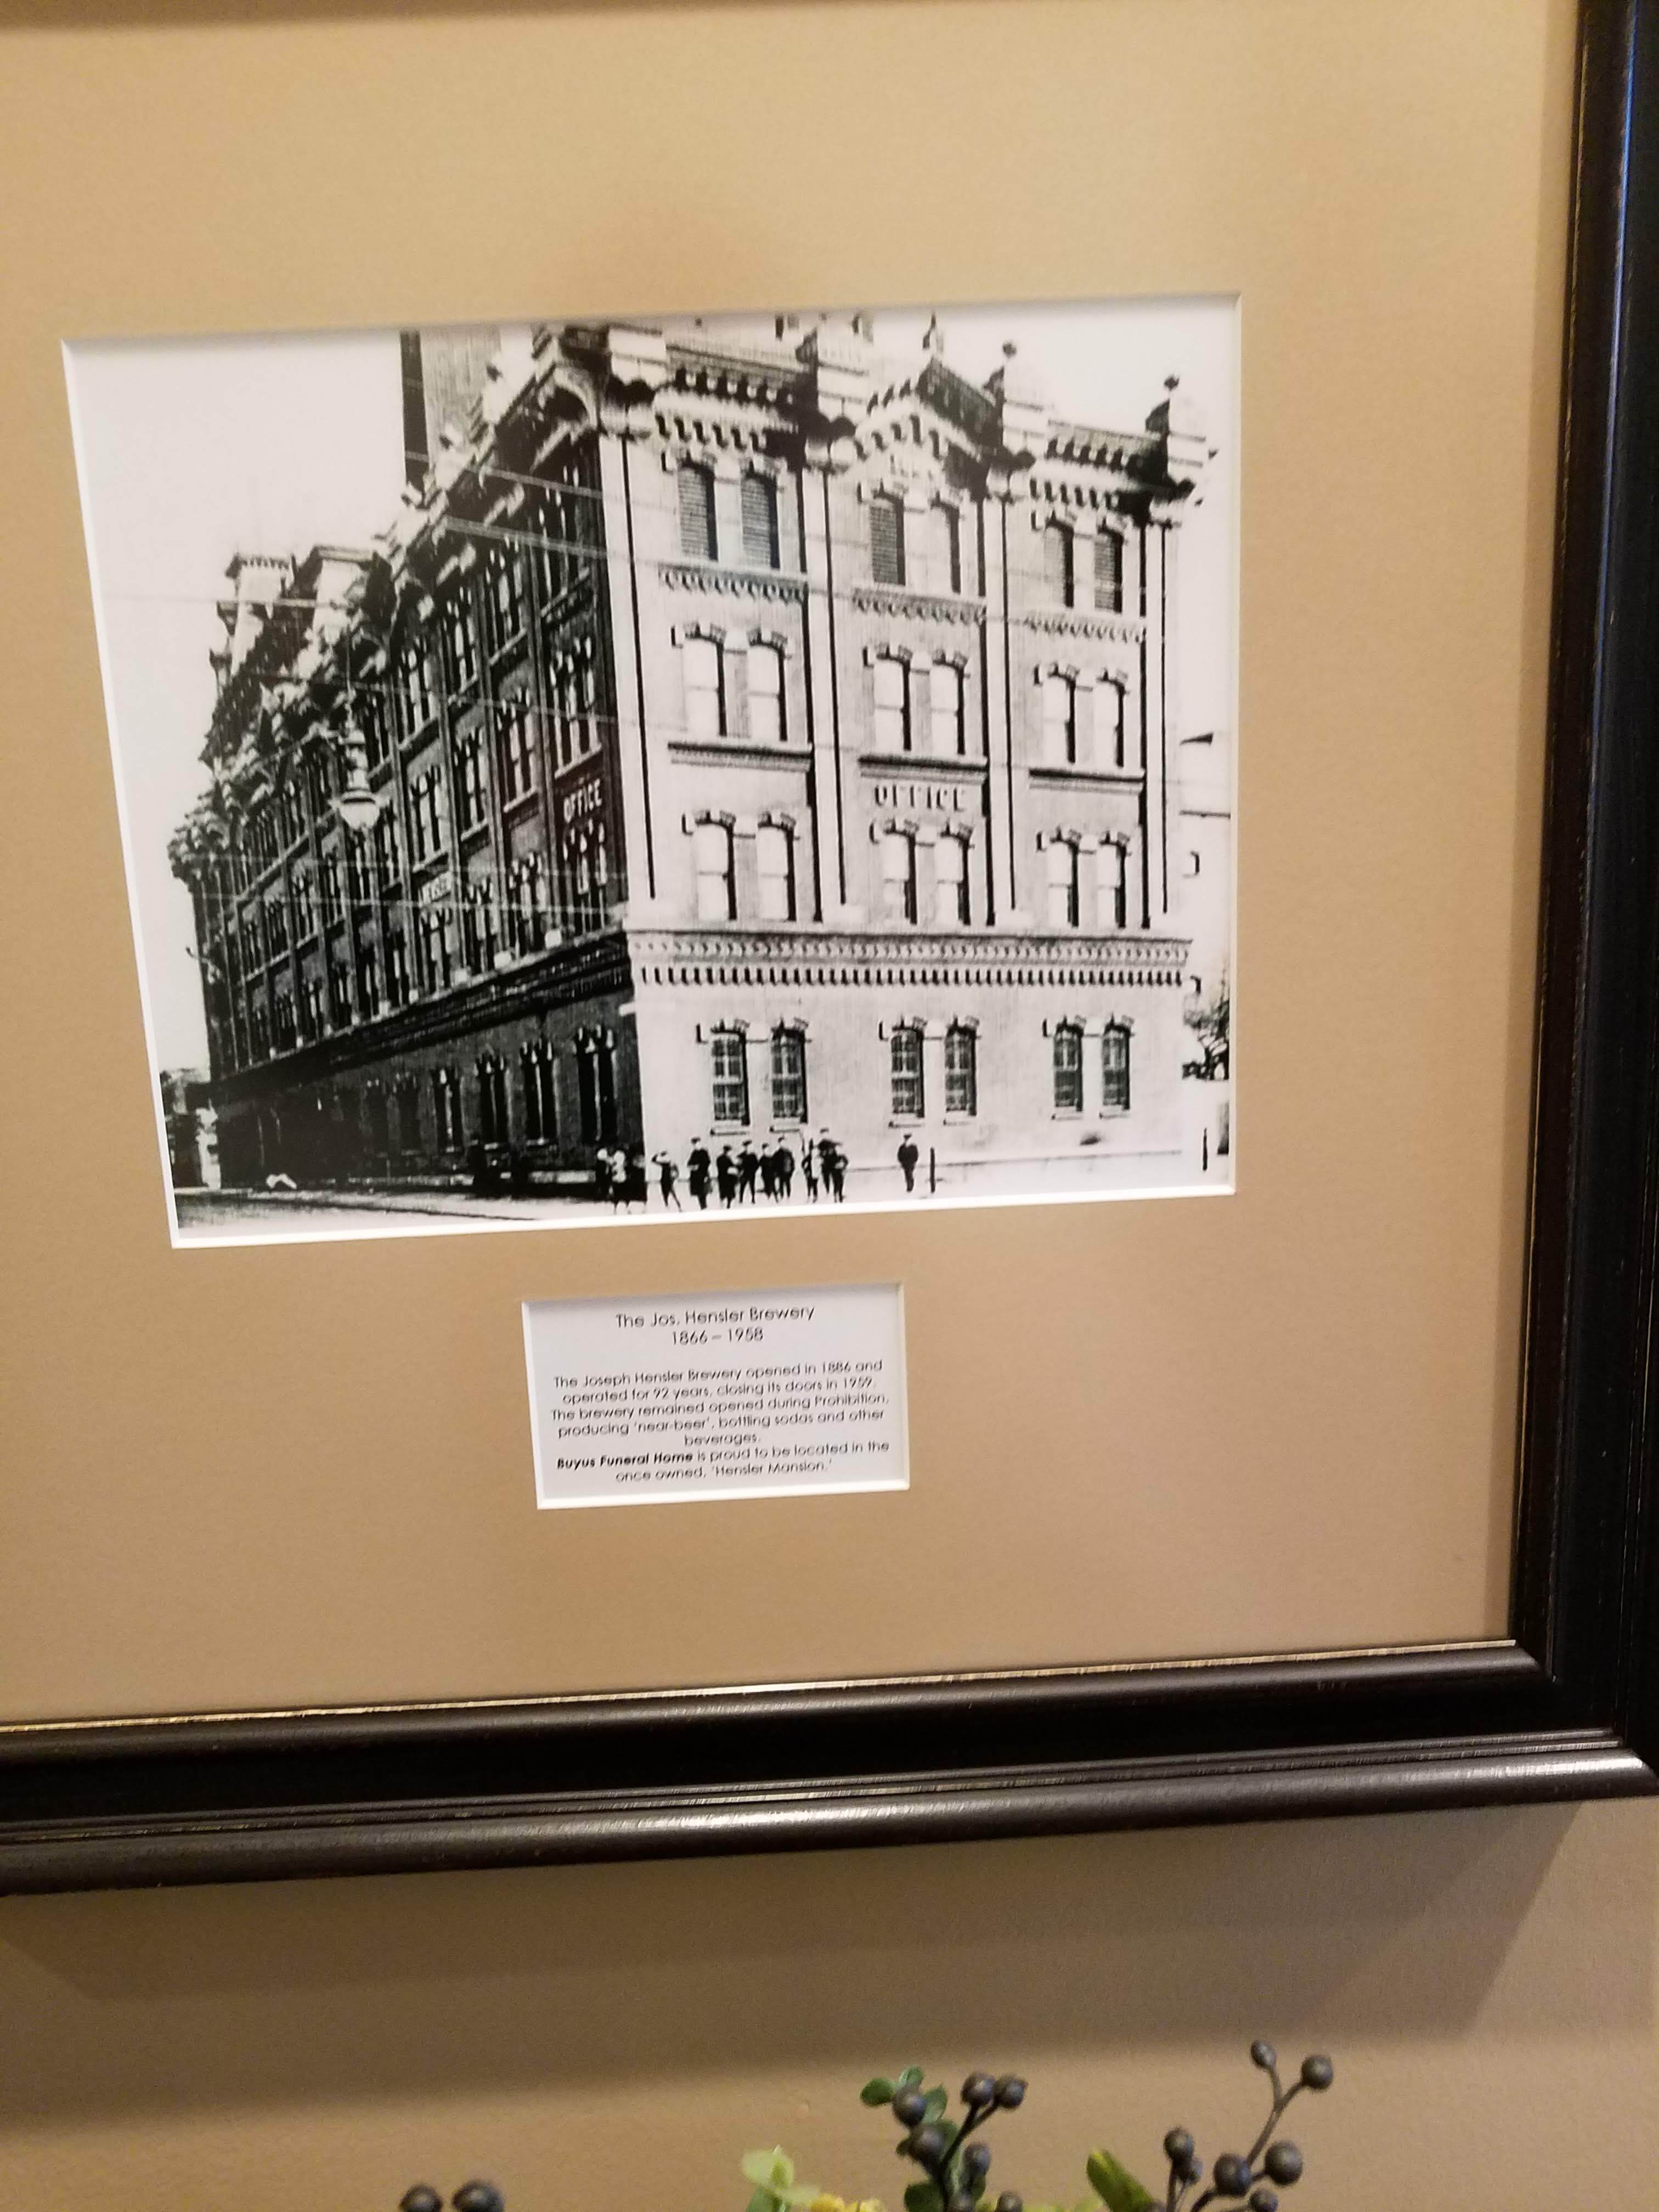 OFFICE
OFFICE
The Jos. Hensler Brewery
1866 – 1958
The Joseph Hensler Brewery opened in 1886 and
operated for 92 years, closing its doors in 1959.
The brewery remained opened during Prohibition,
producing 'near-beer', bottling sodas and other
beverages.
Buyus Funeral Home is proud to be located in the
once owned, 'Hensler Mansion.'